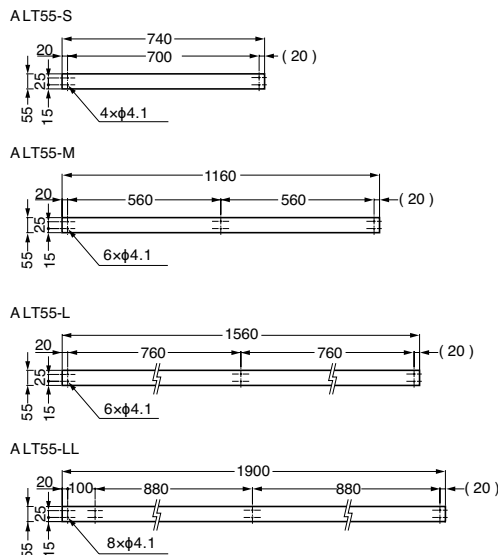 ALT55-S
740
20 700 (20)
55 25 15
4×ϕ4.1
ALT55-M
1160
20 560 560 (20)
55 25 15
6×ϕ4.1
ALT55-L
1560
20 760 760 (20)
55 25 15
6×ϕ4.1
ALT55-LL
1900
20 100 880 880 (20)
55 25 15
8×ϕ4.1